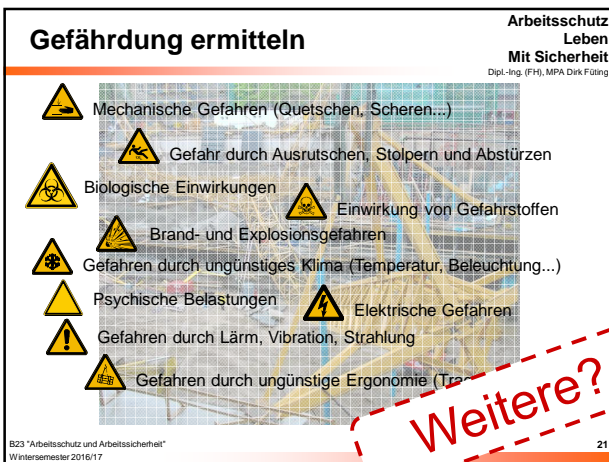 Gefährdung ermitteln
Arbeitsschutz
Leben
Mit Sicherheit
Dipl.-Ing. (FH), MPA Dirk Füting
Mechanische Gefahren (Quetschen, Scheren...)
Gefahr durch Ausrutschen, Stolpern und Abstürzen
Biologische Einwirkungen
Einwirkung von Gefahrstoffen
Brand- und Explosionsgefahren
Gefahren durch ungünstiges Klima (Temperatur, Beleuchtung...)
Psychische Belastungen
Elektrische Gefahren
Gefahren durch Lärm, Vibration, Strahlung
Gefahren durch ungünstige Ergonomie
Weitere?
B23 "Arbeitsschutz und Arbeitssicherheit"
Wintersemester 2016/17
21